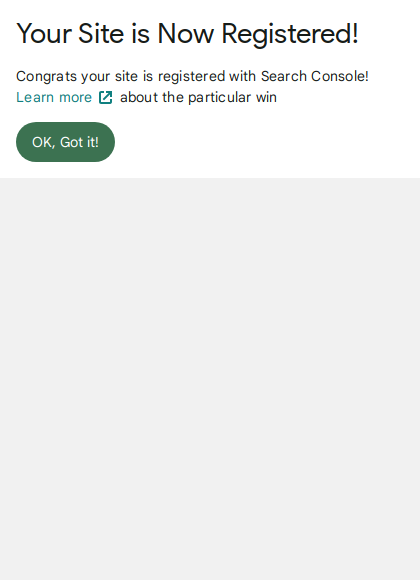 Your Site is Now Registered!
Congrats your site is registered with Search Console!
Learn more about the particular win
OK, Got it!